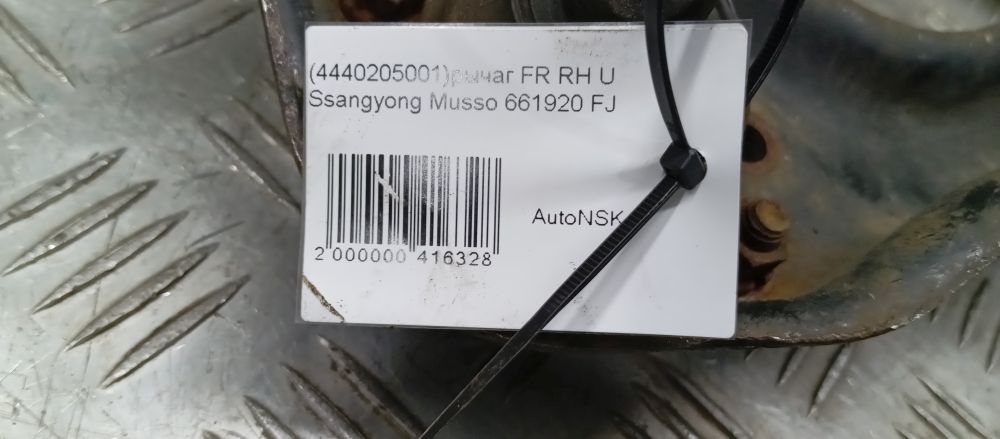 (4440205001)рычаг FR RH U
Ssangyong Musso 661920 FJ
AutoNSK
2 000000 416328